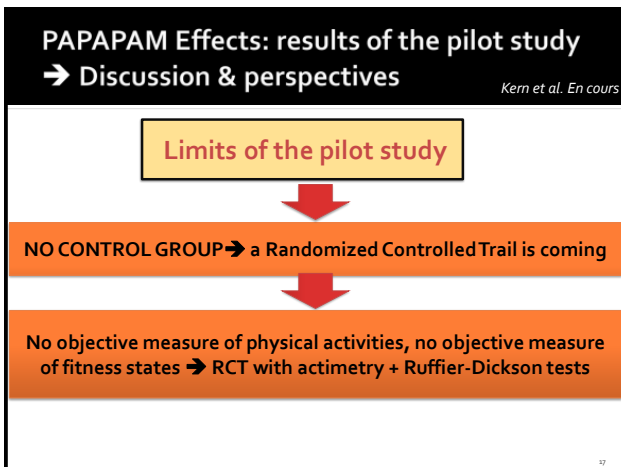 PAPAPAM Effects: results of the pilot study
➔ Discussion & perspectives
Kern et al. En cours
Limits of the pilot study
NO CONTROL GROUP➔ a Randomized Controlled Trail is coming
No objective measure of physical activities, no objective measure
of fitness states ➔ RCT with actimetry + Ruffier-Dickson tests
17